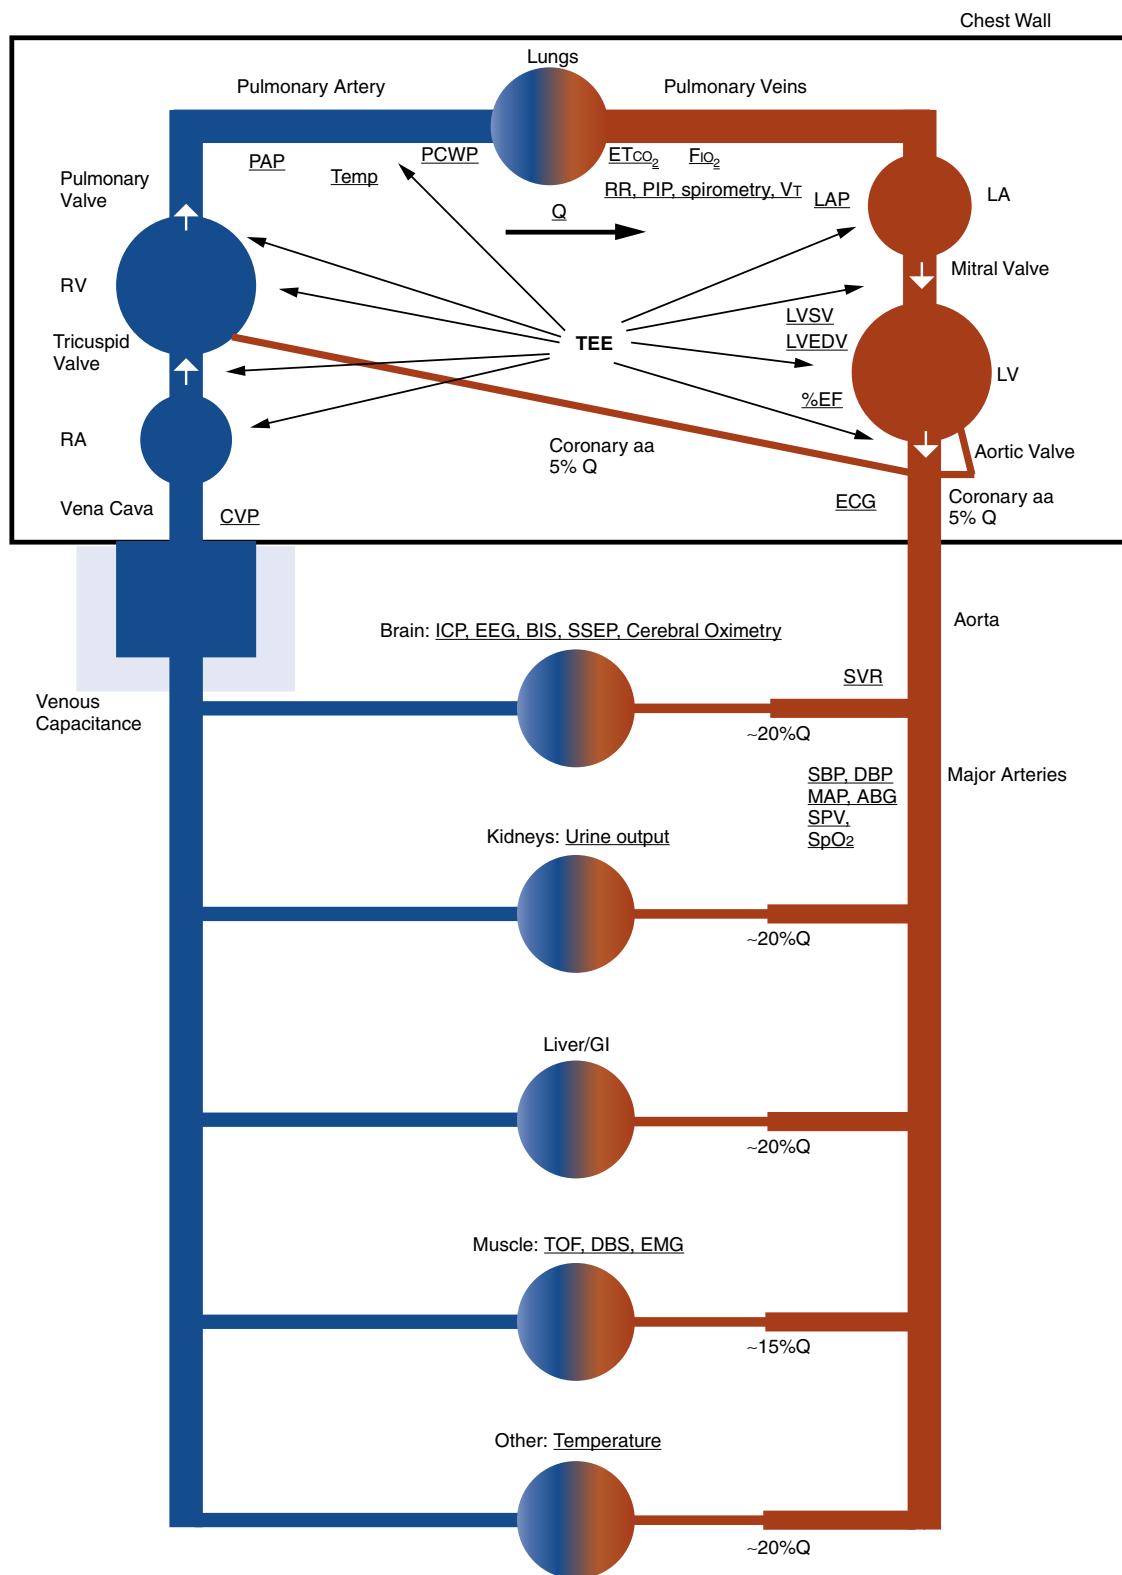 Chest Wall
Lungs
Pulmonary Artery
Pulmonary Veins
PAP
Temp
PCWP
ETCO2
FIO2
RR, PIP, spirometry, VT
LAP
LA
Q
Pulmonary
Valve
RV
Mitral Valve
Tricuspid
Valve
TEE
LVSV
LVEDV
LV
%EF
RA
Coronary aa
5% Q
Aortic Valve
Vena Cava
CVP
ECG
Coronary aa
5% Q
Aorta
Brain: ICP, EEG, BIS, SSEP, Cerebral Oximetry
SVR
Venous
Capacitance
~20%Q
SBP, DBP
MAP, ABG
SPV,
SpO2
Major Arteries
Kidneys: Urine output
~20%Q
Liver/GI
~20%Q
Muscle: TOF, DBS, EMG
~15%Q
Other: Temperature
~20%Q